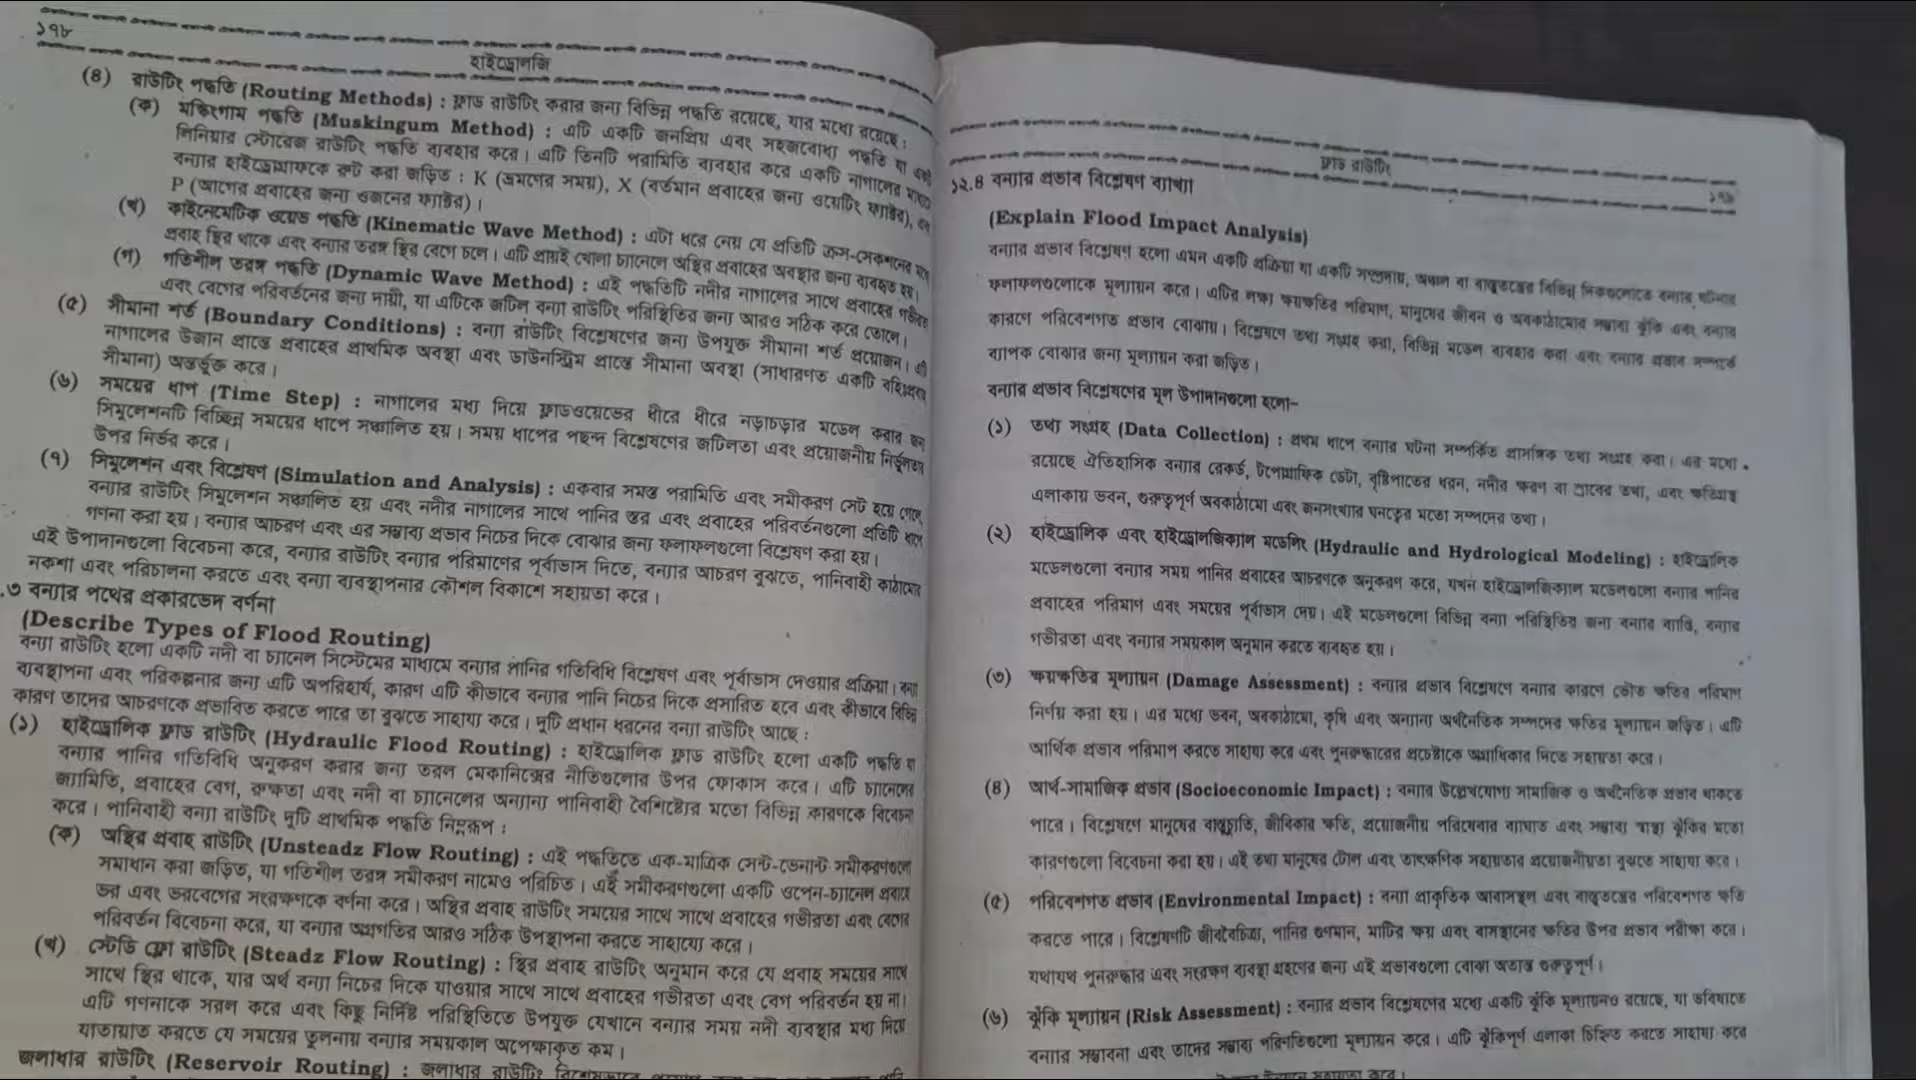 ১৭৮
হাইড্রোলজি
(৪) রাউটিং পদ্ধতি (Routing Methods) : ফ্লাড রাউটিং করার জন্য বিভিন্ন পদ্ধতি রয়েছে, যার মধ্যে রয়েছে :
(ক) মাস্কিংগাম পদ্ধতি (Muskingum Method) : এটি একটি জনপ্রিয় এবং সহজবোধ্য পদ্ধতি যা একটি
লিনিয়ার স্টোরেজ রাউটিং পদ্ধতি ব্যবহার করে। এটি তিনটি পরামিতি ব্যবহার করে একটি নাগালের মাধ্যমে
বন্যার হাইড্রোগ্রাফকে রুট করা জড়িত : K (ভ্রমণের সময়), X (বর্তমান প্রবাহের জন্য ওয়েটিং ফ্যাক্টর), এবং
P (আগের প্রবাহের জন্য ওজনের ফ্যাক্টর)।
(খ) কাইনেমেটিক ওয়েভ পদ্ধতি (Kinematic Wave Method) : এটা ধরে নেয় যে প্রতিটি ক্রস-সেকশনের মধ্যে
প্রবাহ স্থির থাকে এবং বন্যার তরঙ্গ স্থির বেগে চলে। এটি প্রায়ই খোলা চ্যানেলে অস্থির প্রবাহের অবস্থার জন্য ব্যবহৃত হয়।
(গ) গতিশীল তরঙ্গ পদ্ধতি (Dynamic Wave Method) : এই পদ্ধতিটি নদীর নাগালের সাথে প্রবাহের গভীরতা
এবং বেগের পরিবর্তনের জন্য দায়ী, যা এটিকে জটিল বন্যা রাউটিং পরিস্থিতির জন্য আরও সঠিক করে তোলে।
(৫) সীমানা শর্ত (Boundary Conditions) : বন্যা রাউটিং বিশ্লেষণের জন্য উপযুক্ত সীমানা শর্ত প্রয়োজন। এটি
নাগালের উজান প্রান্তে প্রবাহের প্রাথমিক অবস্থা এবং ডাউনস্ট্রিম প্রান্তে সীমানা অবস্থা (সাধারণত একটি বহিঃপ্রবাহ
সীমানা) অন্তর্ভুক্ত করে।
(৬) সময়ের ধাপ (Time Step) : নাগালের মধ্য দিয়ে ফ্লাডওয়েভের ধীরে ধীরে নড়াচড়ার মডেল করার জন্য
সিমুলেশনটি বিচ্ছিন্ন সময়ের ধাপে সঞ্চালিত হয়। সময় ধাপের পছন্দ বিশ্লেষণের জটিলতা এবং প্রয়োজনীয় নির্ভুলতার
উপর নির্ভর করে।
(৭) সিমুলেশন এবং বিশ্লেষণ (Simulation and Analysis) : একবার সমস্ত পরামিতি এবং সমীকরণ সেট হয়ে গেলে,
বন্যার রাউটিং সিমুলেশন সঞ্চালিত হয় এবং নদীর নাগালের সাথে পানির স্তর এবং প্রবাহের পরিবর্তনগুলো প্রতিটি ধাপে
গণনা করা হয়। বন্যার আচরণ এবং এর সম্ভাব্য প্রভাব নিচের দিকে বোঝার জন্য ফলাফলগুলো বিশ্লেষণ করা হয়।
এই উপাদানগুলো বিবেচনা করে, বন্যার রাউটিং বন্যার পরিমাণের পূর্বাভাস দিতে, বন্যার আচরণ বুঝতে, পানিবাহী কাঠামোর
নকশা এবং পরিচালনা করতে এবং বন্যা ব্যবস্থাপনার কৌশল বিকাশে সহায়তা করে।
.৩ বন্যার পথের প্রকারভেদ বর্ণনা
(Describe Types of Flood Routing)
বন্যা রাউটিং হলো একটি নদী বা চ্যানেল সিস্টেমের মাধ্যমে বন্যার পানির গতিবিধি বিশ্লেষণ এবং পূর্বাভাস দেওয়ার প্রক্রিয়া। বন্যা
ব্যবস্থাপনা এবং পরিকল্পনার জন্য এটি অপরিহার্য, কারণ এটি কীভাবে বন্যার পানি নিচের দিকে প্রসারিত হবে এবং কীভাবে বিভিন্ন
কারণ তাদের আচরণকে প্রভাবিত করতে পারে তা বুঝতে সাহায্য করে। দুটি প্রধান ধরনের বন্যা রাউটিং আছে :
(১) হাইড্রোলিক ফ্লাড রাউটিং (Hydraulic Flood Routing) : হাইড্রোলিক ফ্লাড রাউটিং হলো একটি পদ্ধতি যা
বন্যার পানির গতিবিধি অনুকরণ করার জন্য তরল মেকানিক্সের নীতিগুলোর উপর ফোকাস করে। এটি চ্যানেলের
জ্যামিতি, প্রবাহের বেগ, রুক্ষতা এবং নদী বা চ্যানেলের অন্যান্য পানিবাহী বৈশিষ্ট্যের মতো বিভিন্ন কারণকে বিবেচনা
করে। পানিবাহী বন্যা রাউটিং দুটি প্রাথমিক পদ্ধতি নিম্নরূপ :
(ক) অস্থির প্রবাহ রাউটিং (Unsteadz Flow Routing) : এই পদ্ধতিতে এক-মাত্রিক সেন্ট-ভেনান্ট সমীকরণগুলো
সমাধান করা জড়িত, যা গতিশীল তরঙ্গ সমীকরণ নামেও পরিচিত। এই সমীকরণগুলো একটি ওপেন-চ্যানেল প্রবাহে
ভর এবং ভরবেগের সংরক্ষণকে বর্ণনা করে। অস্থির প্রবাহ রাউটিং সময়ের সাথে সাথে প্রবাহের গভীরতা এবং বেগের
পরিবর্তন বিবেচনা করে, যা বন্যার অগ্রগতির আরও সঠিক উপস্থাপনা করতে সাহায্যে করে।
(খ) স্টেডি ফ্লো রাউটিং (Steadz Flow Routing) : স্থির প্রবাহ রাউটিং অনুমান করে যে প্রবাহ সময়ের সাথে
সাথে স্থির থাকে, যার অর্থ বন্যা নিচের দিকে যাওয়ার সাথে সাথে প্রবাহের গভীরতা এবং বেগ পরিবর্তন হয় না।
এটি গণনাকে সরল করে এবং কিছু নির্দিষ্ট পরিস্থিতিতে উপযুক্ত যেখানে বন্যার সময় নদী ব্যবস্থার মধ্য দিয়ে
যাতায়াত করতে যে সময়ের তুলনায় বন্যার সময়কাল অপেক্ষাকৃত কম।
জলাধার রাউটিং (Reservoir Routing) : জলাধার রাউটিং
ফ্লাড রাউটিং
১৭৯
১২.৪ বন্যার প্রভাব বিশ্লেষণ ব্যাখ্যা
(Explain Flood Impact Analysis)
বন্যার প্রভাব বিশ্লেষণ হলো এমন একটি প্রক্রিয়া যা একটি সম্প্রদায়, অঞ্চল বা বাস্তুতন্ত্রের বিভিন্ন দিকগুলোতে বন্যার ঘটনার
ফলাফলগুলোকে মূল্যায়ন করে। এটির লক্ষ্য ক্ষয়ক্ষতির পরিমাণ, মানুষের জীবন ও অবকাঠামোর সম্ভাব্য ঝুঁকি এবং বন্যার
কারণে পরিবেশগত প্রভাব বোঝায়। বিশ্লেষণে তথ্য সংগ্রহ করা, বিভিন্ন মডেল ব্যবহার করা এবং বন্যার প্রভাব সম্পর্কে
ব্যাপক বোঝার জন্য মূল্যায়ন করা জড়িত।
বন্যার প্রভাব বিশ্লেষণের মূল উপাদানগুলো হলো–
(১) তথ্য সংগ্রহ (Data Collection) : প্রথম ধাপে বন্যার ঘটনা সম্পর্কিত প্রাসঙ্গিক তথ্য সংগ্রহ করা। এর মধ্যে
রয়েছে ঐতিহাসিক বন্যার রেকর্ড, টপোগ্রাফিক ডেটা, বৃষ্টিপাতের ধরন, নদীর ক্ষরণ বা স্রাবের তথ্য, এবং ক্ষতিগ্রস্ত
এলাকায় ভবন, গুরুত্বপূর্ণ অবকাঠামো এবং জনসংখ্যার ঘনত্বের মতো সম্পদের তথ্য।
(২) হাইড্রোলিক এবং হাইড্রোলজিক্যাল মডেলিং (Hydraulic and Hydrological Modeling) : হাইড্রোলিক
মডেলগুলো বন্যার সময় পানির প্রবাহের আচরণকে অনুকরণ করে, যখন হাইড্রোলজিক্যাল মডেলগুলো বন্যার পানির
প্রবাহের পরিমাণ এবং সময়ের পূর্বাভাস দেয়। এই মডেলগুলো বিভিন্ন বন্যা পরিস্থিতির জন্য বন্যার ব্যাপ্তি, বন্যার
গভীরতা এবং বন্যার সময়কাল অনুমান করতে ব্যবহৃত হয়।
(৩) ক্ষয়ক্ষতির মূল্যায়ন (Damage Assessment) : বন্যার প্রভাব বিশ্লেষণে বন্যার কারণে ভৌত ক্ষতির পরিমাণ
নির্ণয় করা হয়। এর মধ্যে ভবন, অবকাঠামো, কৃষি এবং অন্যান্য অর্থনৈতিক সম্পদের ক্ষতির মূল্যায়ন জড়িত। এটি
আর্থিক প্রভাব পরিমাপ করতে সাহায্য করে এবং পুনরুদ্ধারের প্রচেষ্টাকে অগ্রাধিকার দিতে সহায়তা করে।
(৪) আর্থ-সামাজিক প্রভাব (Socioeconomic Impact) : বন্যার উল্লেখযোগ্য সামাজিক ও অর্থনৈতিক প্রভাব থাকতে
পারে। বিশ্লেষণে মানুষের বাস্তুচ্যুতি, জীবিকার ক্ষতি, প্রয়োজনীয় পরিষেবার ব্যাঘাত এবং সম্ভাব্য স্বাস্থ্য ঝুঁকির মতো
কারণগুলো বিবেচনা করা হয়। এই তথ্য মানুষের টোল এবং তাৎক্ষণিক সহায়তার প্রয়োজনীয়তা বুঝতে সাহায্য করে।
(৫) পরিবেশগত প্রভাব (Environmental Impact) : বন্যা প্রাকৃতিক আবাসস্থল এবং বাস্তুতন্ত্রের পরিবেশগত ক্ষতি
করতে পারে। বিশ্লেষণটি জীববৈচিত্র্য, পানির গুণমান, মাটির ক্ষয় এবং বাসস্থানের ক্ষতির উপর প্রভাব পরীক্ষা করে।
যথাযথ পুনরুদ্ধার এবং সংরক্ষণ ব্যবস্থা গ্রহণের জন্য এই প্রভাবগুলো বোঝা অত্যন্ত গুরুত্বপূর্ণ।
(৬) ঝুঁকি মূল্যায়ন (Risk Assessment) : বন্যার প্রভাব বিশ্লেষণের মধ্যে একটি ঝুঁকি মূল্যায়নও রয়েছে, যা ভবিষ্যতে
বন্যার সম্ভাবনা এবং তাদের সম্ভাব্য পরিণতিগুলো মূল্যায়ন করে। এটি ঝুঁকিপূর্ণ এলাকা চিহ্নিত করতে সাহায্য করে